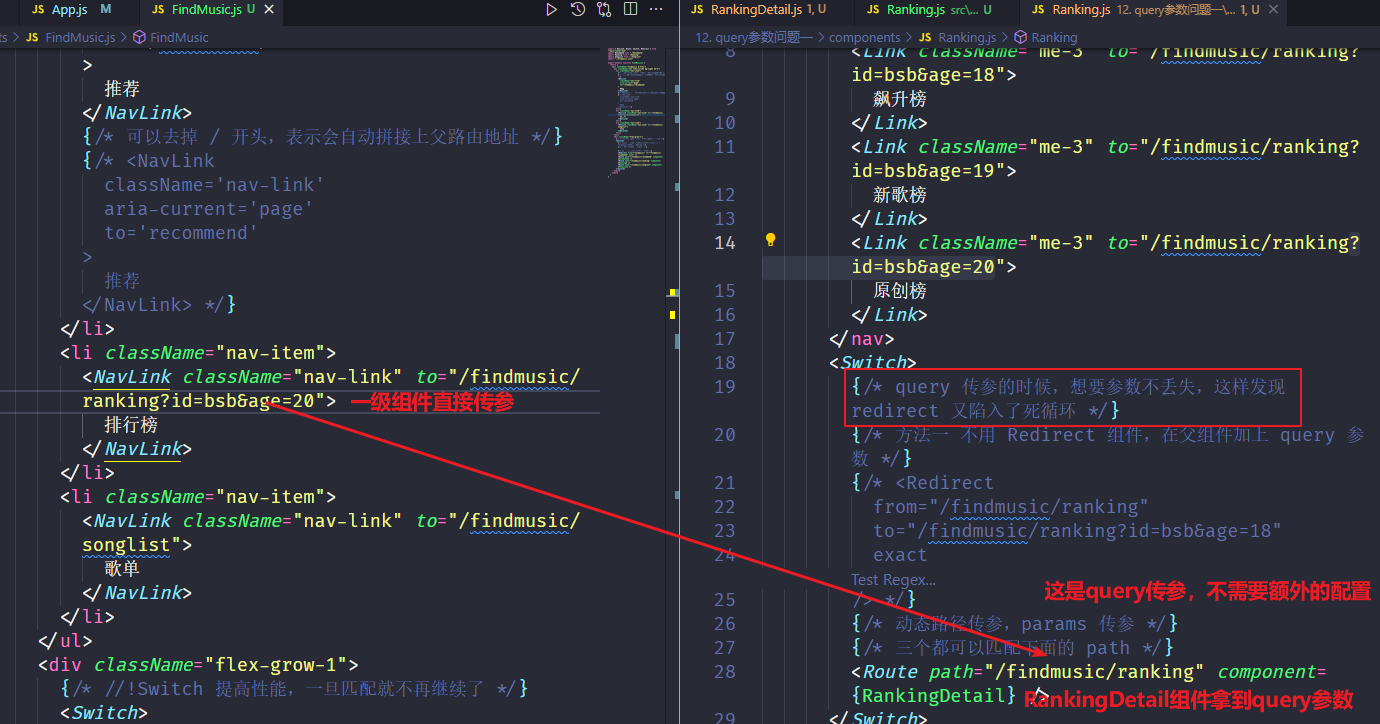 JS App.js M
JS FindMusic.js U ×
ts > JS FindMusic.js > FindMusic
>
推荐
</NavLink>
{/* 可以去掉 / 开头，表示会自动拼接上父路由地址 */}
{/* <NavLink
className='nav-link'
aria-current='page'
to='recommend'
>
推荐
</NavLink> */}
</li>
<li className="nav-item">
<NavLink className="nav-link" to="/findmusic/
ranking?id=bsb&age=20">
一级组件直接传参
排行榜
</NavLink>
</li>
<li className="nav-item">
<NavLink className="nav-link" to="/findmusic/
songlist">
歌单
</NavLink>
</li>
</ul>
<div className="flex-grow-1">
{/* //!Switch 提高性能，一旦匹配就不再继续了 */}
<Switch>
JS RankingDetail.js 1, U
JS Ranking.js src\... U
JS Ranking.js 12. query参数问题一\... 1, U ×
12. query参数问题一 > components > JS Ranking.js > Ranking
8 <Link className="me-3" to="/findmusic/ranking?
id=bsb&age=18">
9 飙升榜
10 </Link>
11 <Link className="me-3" to="/findmusic/ranking?
id=bsb&age=19">
12 新歌榜
13 </Link>
14 <Link className="me-3" to="/findmusic/ranking?
id=bsb&age=20">
15 原创榜
16 </Link>
17 </nav>
18 <Switch>
19 {/* query 传参的时候，想要参数不丢失，这样发现
redirect 又陷入了死循环 */}
20 {/* 方法一 不用 Redirect 组件，在父组件加上 query 参
数 */}
21 {/* <Redirect
22 from="/findmusic/ranking"
23 to="/findmusic/ranking?id=bsb&age=18"
24 exact
Test Regex...
这是query传参，不需要额外的配置
25 /> */}
26 {/* 动态路径传参，params 传参 */}
27 {/* 三个都可以匹配下面的 path */}
28 <Route path="/findmusic/ranking" component=
{RankingDetail} />
RankingDetail组件拿到query参数
29 </Switch>